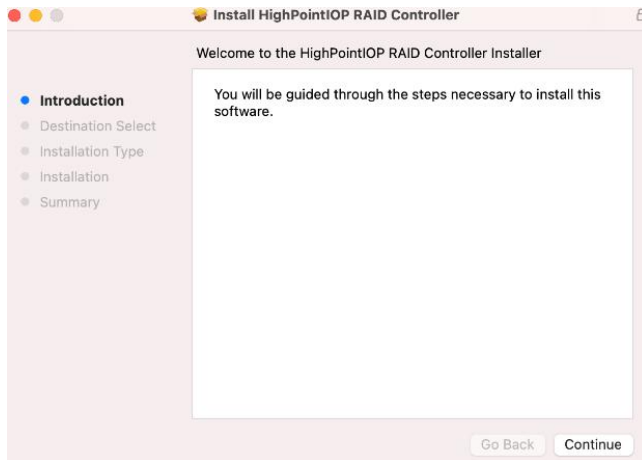 Install HighPointIOP RAID Controller
Welcome to the HighPointIOP RAID Controller Installer
Introduction
Destination Select
Installation Type
Installation
Summary
You will be guided through the steps necessary to install this
software.
Go Back
Continue